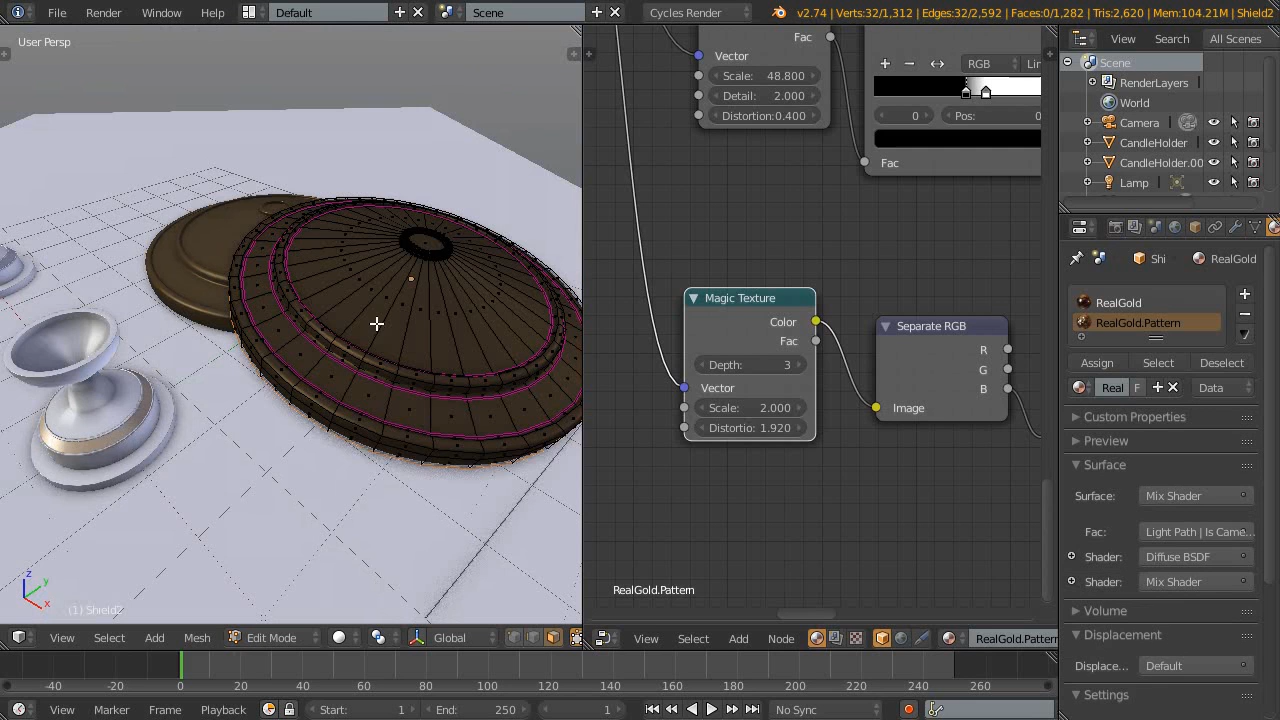 File Render Window Help Default Scene Cycles Render v2.74 | Verts:32/1,312 | Edges:32/2,592 | Faces:0/1,282 | Tris:2,620 | Mem:104.21M | Shield2
User Persp
Fac
Vector
Scale: 48.800
Detail: 2.000
Distortion:0.400
RGB Lin
0 Pos: 0
Fac
Magic Texture
Color
Fac
Depth: 3
Vector
Scale: 2.000
Distortio: 1.920
Separate RGB
R
G
B
Image
RealGold.Pattern
z
y
x
(1) Shield2
View Search All Scenes
Scene
RenderLayers
World
Camera
CandleHolder
CandleHolder.00
Lamp
Shi RealGold
RealGold
RealGold.Pattern
Assign Select Deselect
Real F Data
Custom Properties
Preview
Surface
Surface: Mix Shader
Fac: Light Path | Is Came...
Shader: Diffuse BSDF
Shader: Mix Shader
Volume
Displacement
Displace... Default
Settings
View Select Add Mesh Edit Mode Global
View Select Add Node RealGold.Pattern
-40 -20 0 20 40 60 80 100 120 140 160 180 200 220 240 260
View Marker Frame Playback Start: 1 End: 250 1 No Sync